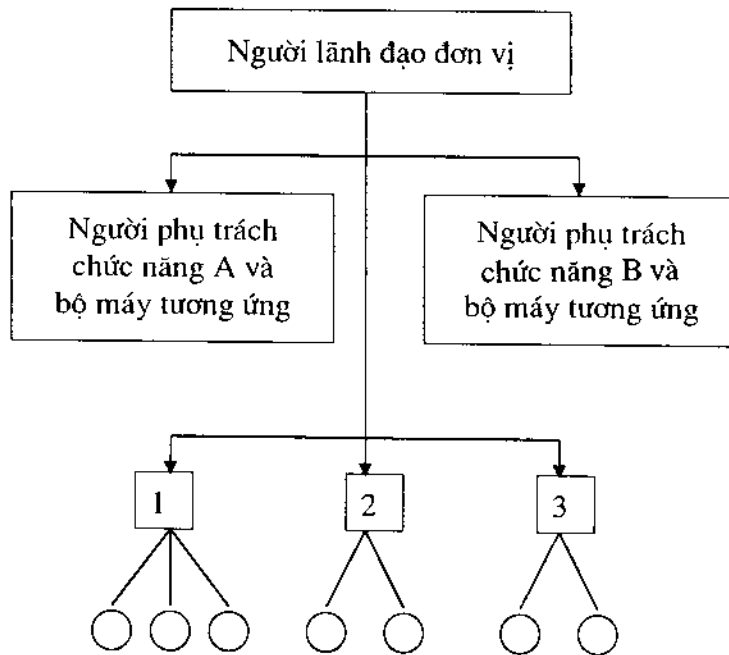 Người lãnh đạo đơn vị
Người phụ trách
chức năng A và
bộ máy tương ứng
Người phụ trách
chức năng B và
bộ máy tương ứng
1
2
3